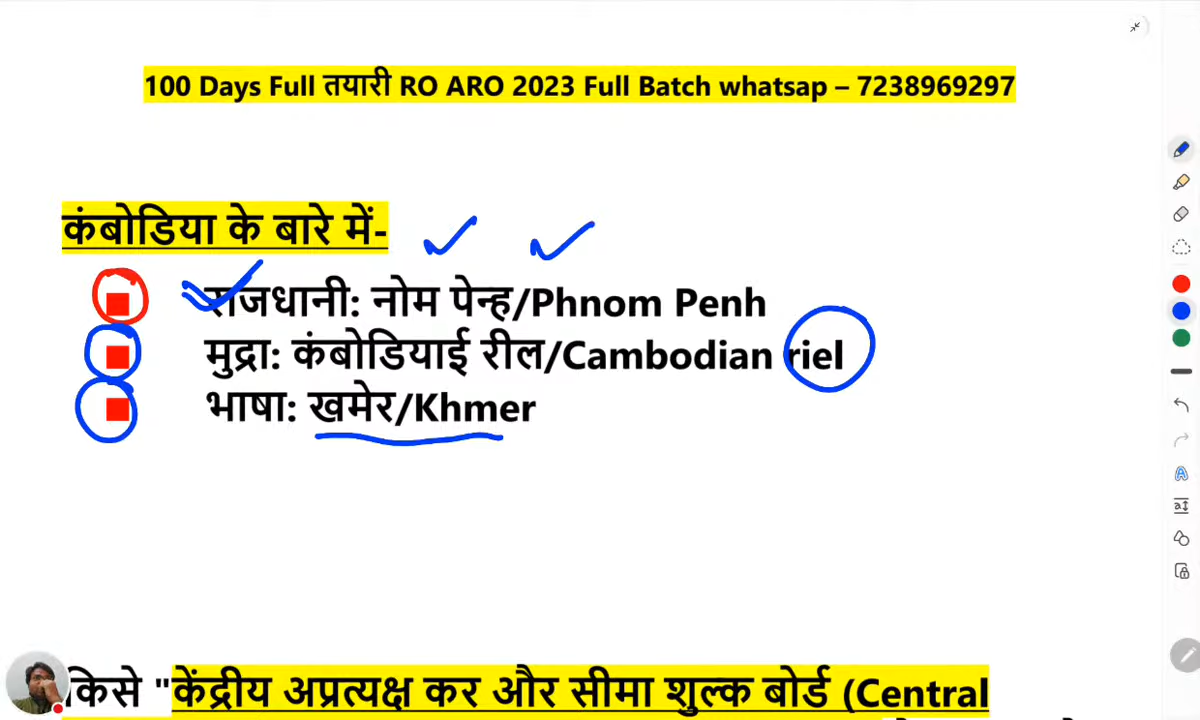 100 Days Full तयारी RO ARO 2023 Full Batch whatsap – 7238969297
कंबोडिया के बारे में-
राजधानी: नोम पेन्ह/Phnom Penh
मुद्रा: कंबोडियाई रील/Cambodian riel
भाषा: खमेर/Khmer
किसे "केंद्रीय अप्रत्यक्ष कर और सीमा शुल्क बोर्ड (Central